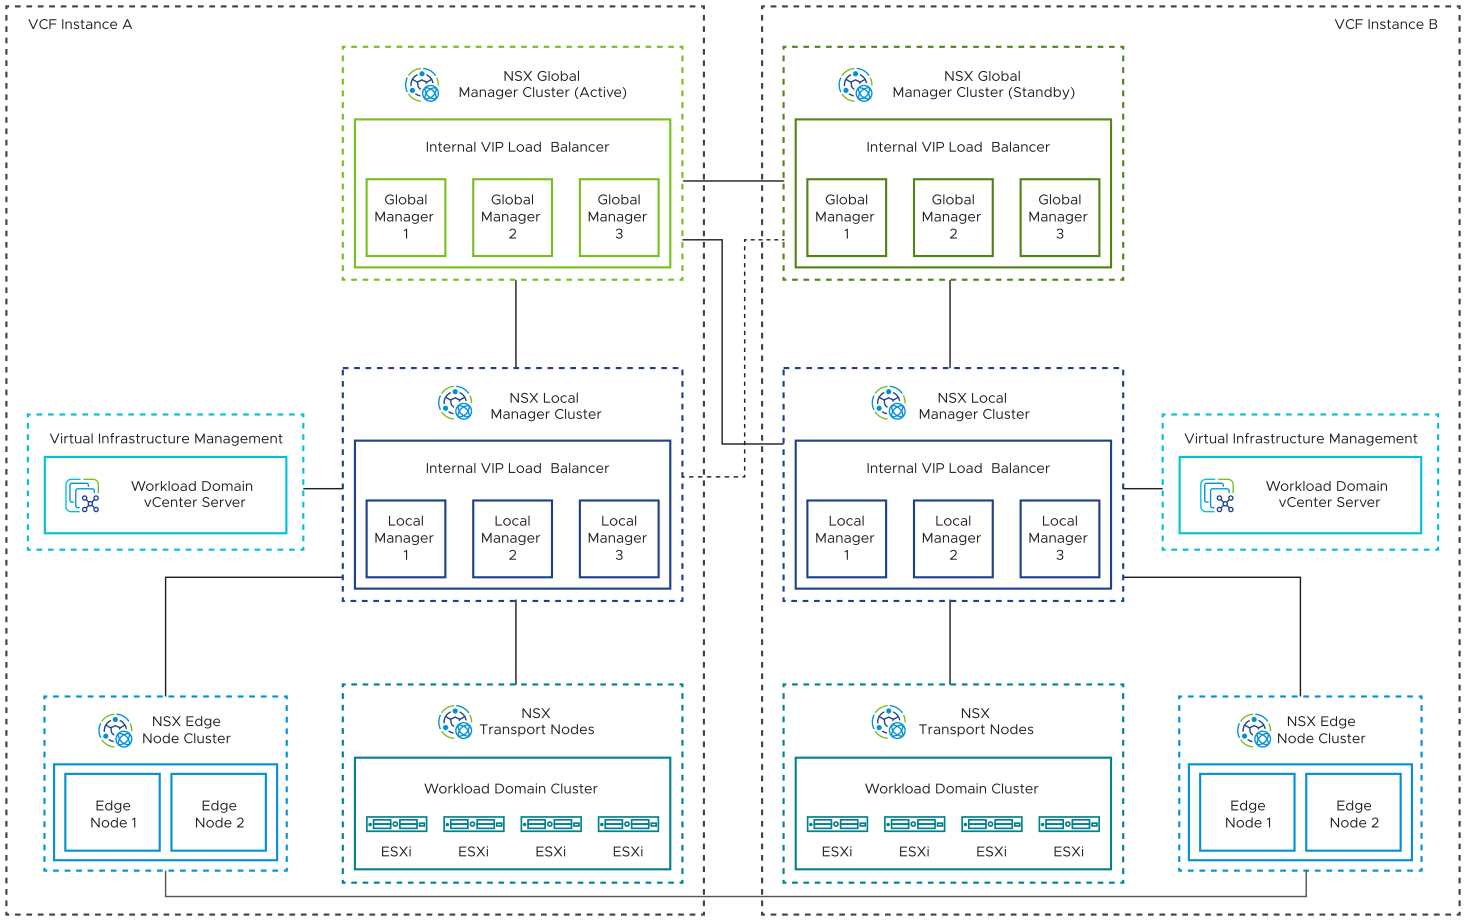 VCF Instance A
VCF Instance B
NSX Global
Manager Cluster (Active)
Internal VIP Load Balancer
Global
Manager
1
Global
Manager
2
Global
Manager
3
NSX Global
Manager Cluster (Standby)
Internal VIP Load Balancer
Global
Manager
1
Global
Manager
2
Global
Manager
3
Virtual Infrastructure Management
Workload Domain
vCenter Server
NSX Local
Manager Cluster
Internal VIP Load Balancer
Local
Manager
1
Local
Manager
2
Local
Manager
3
NSX Local
Manager Cluster
Internal VIP Load Balancer
Local
Manager
1
Local
Manager
2
Local
Manager
3
Virtual Infrastructure Management
Workload Domain
vCenter Server
NSX Edge
Node Cluster
Edge
Node 1
Edge
Node 2
NSX
Transport Nodes
Workload Domain Cluster
ESXi
ESXi
ESXi
ESXi
NSX
Transport Nodes
Workload Domain Cluster
ESXi
ESXi
ESXi
ESXi
NSX Edge
Node Cluster
Edge
Node 1
Edge
Node 2